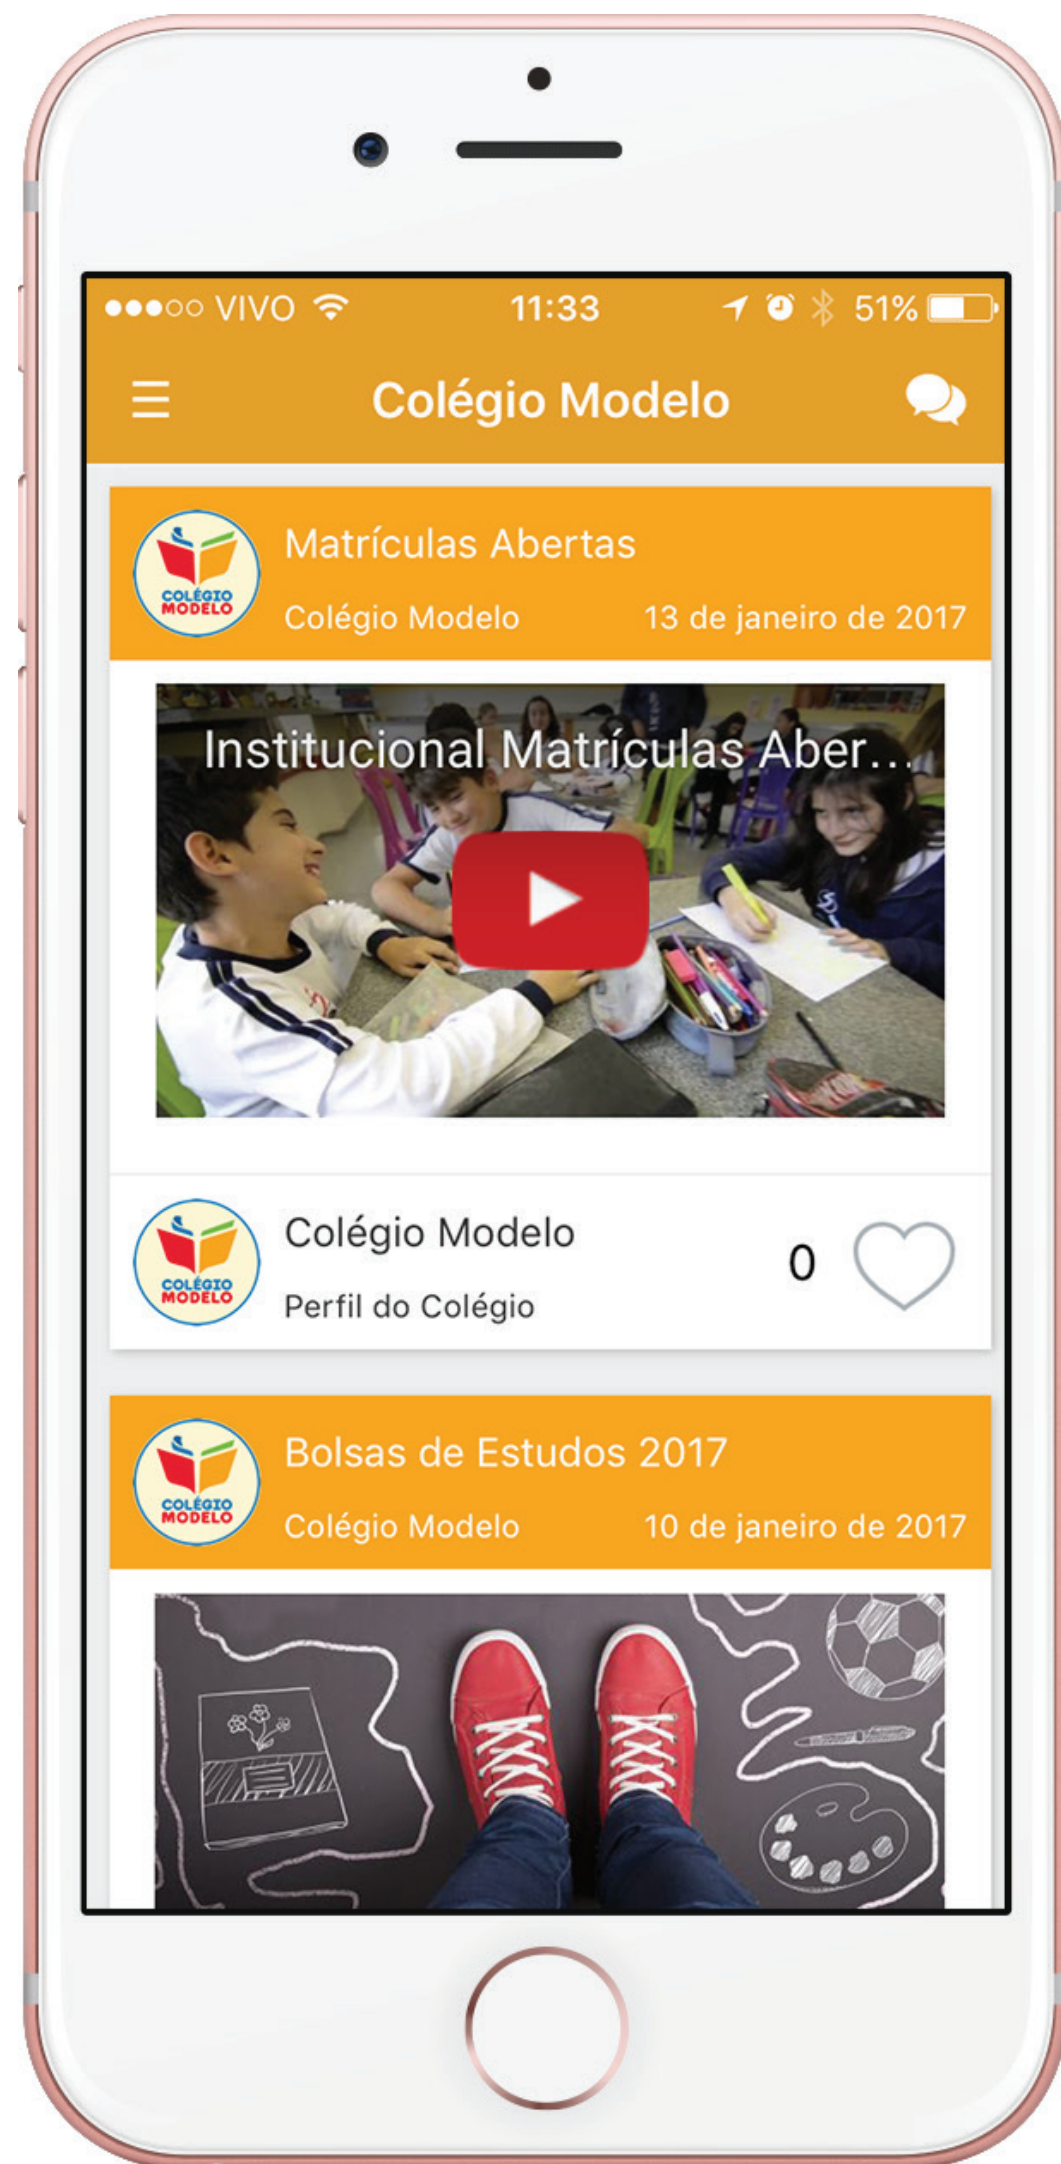 VIVO 11:33 51%
Colégio Modelo
Matrículas Abertas
COLÉGIO
MODELO
Colégio Modelo 13 de janeiro de 2017
Institucional Matrículas Aber...
Colégio Modelo
0
COLÉGIO
MODELO
Perfil do Colégio
Bolsas de Estudos 2017
COLÉGIO
MODELO
Colégio Modelo 10 de janeiro de 2017